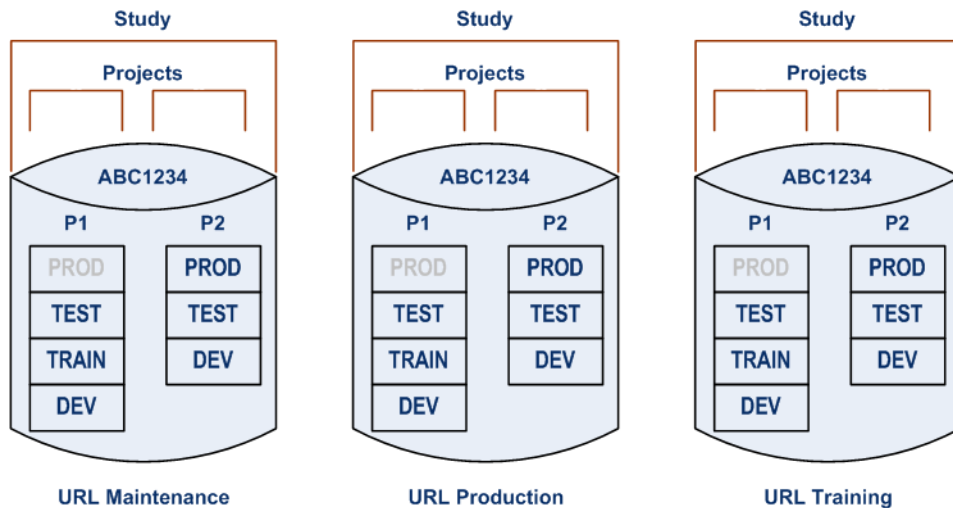 Study Study Study
Projects Projects Projects
ABC1234 ABC1234 ABC1234
P1 P2 P1 P2 P1 P2
PROD PROD PROD PROD PROD PROD
TEST TEST TEST TEST TEST TEST
TRAIN DEV TRAIN DEV TRAIN DEV
DEV DEV DEV
URL Maintenance URL Production URL Training